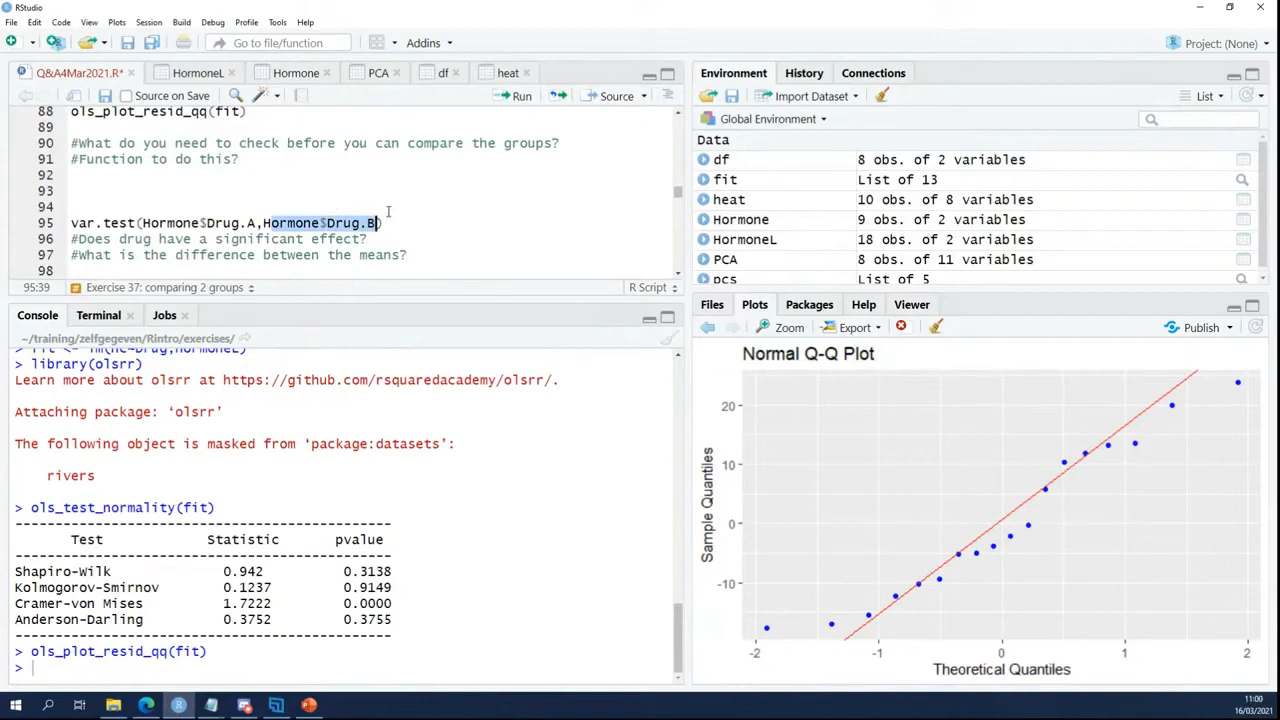 RStudio
File Edit Code View Plots Session Build Debug Profile Tools Help
Go to file/function Addins Project: (None)
Q&A4Mar2021.R* HormoneL Hormone PCA df heat
Source on Save Run Source
88 ols_plot_resid_qq(fit)
89
90 #What do you need to check before you can compare the groups?
91 #Function to do this?
92
93
94
95 var.test(Hormone$Drug.A,Hormone$Drug.B)
96 #Does drug have a significant effect?
97 #What is the difference between the means?
98
95:39 Exercise 37: comparing 2 groups R Script
Console Terminal Jobs
~/training/zelfgegeven/Rintro/exercises/
> library(olsrr)
Learn more about olsrr at https://github.com/rsquaredacademy/olsrr/.
Attaching package: ‘olsrr’
The following object is masked from ‘package:datasets’:
rivers
> ols_test_normality(fit)
-----------------------------------------------
Test Statistic pvalue
-----------------------------------------------
Shapiro-Wilk 0.942 0.3138
Kolmogorov-Smirnov 0.1237 0.9149
Cramer-von Mises 1.7222 0.0000
Anderson-Darling 0.3752 0.3755
-----------------------------------------------
> ols_plot_resid_qq(fit)
>
Environment History Connections
Import Dataset List
Global Environment
Data
df 8 obs. of 2 variables
fit List of 13
heat 10 obs. of 8 variables
Hormone 9 obs. of 2 variables
HormoneL 18 obs. of 2 variables
PCA 8 obs. of 11 variables
pcs List of 5
Files Plots Packages Help Viewer
Zoom Export Publish
Normal Q-Q Plot
Sample Quantiles
20
10
0
-10
-2 -1 0 1 2
Theoretical Quantiles
11:00
16/03/2021